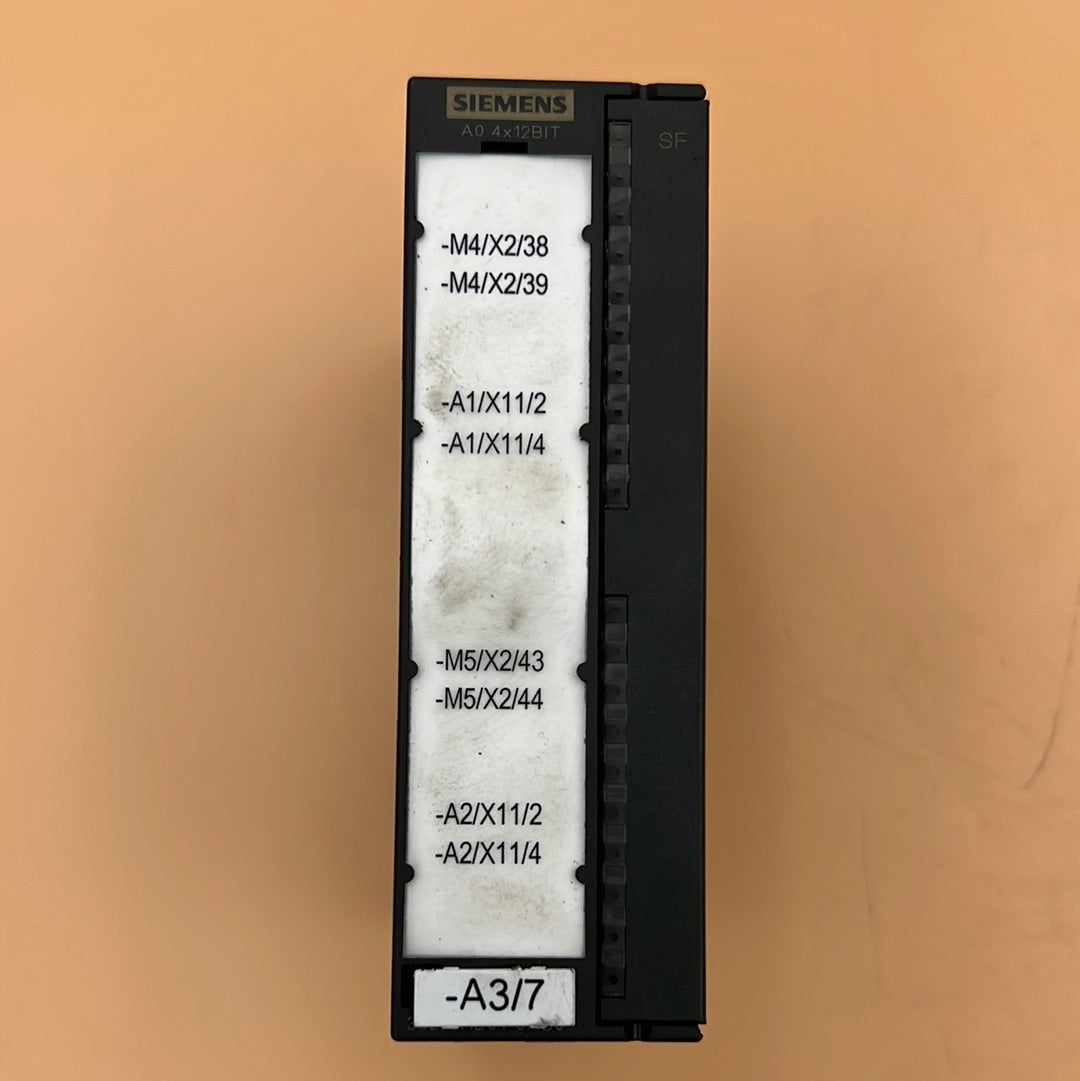 SIEMENS
AO 4x12BIT
SF
-M4/X2/38
-M4/X2/39
-A1/X11/2
-A1/X11/4
-M5/X2/43
-M5/X2/44
-A2/X11/2
-A2/X11/4
-A3/7